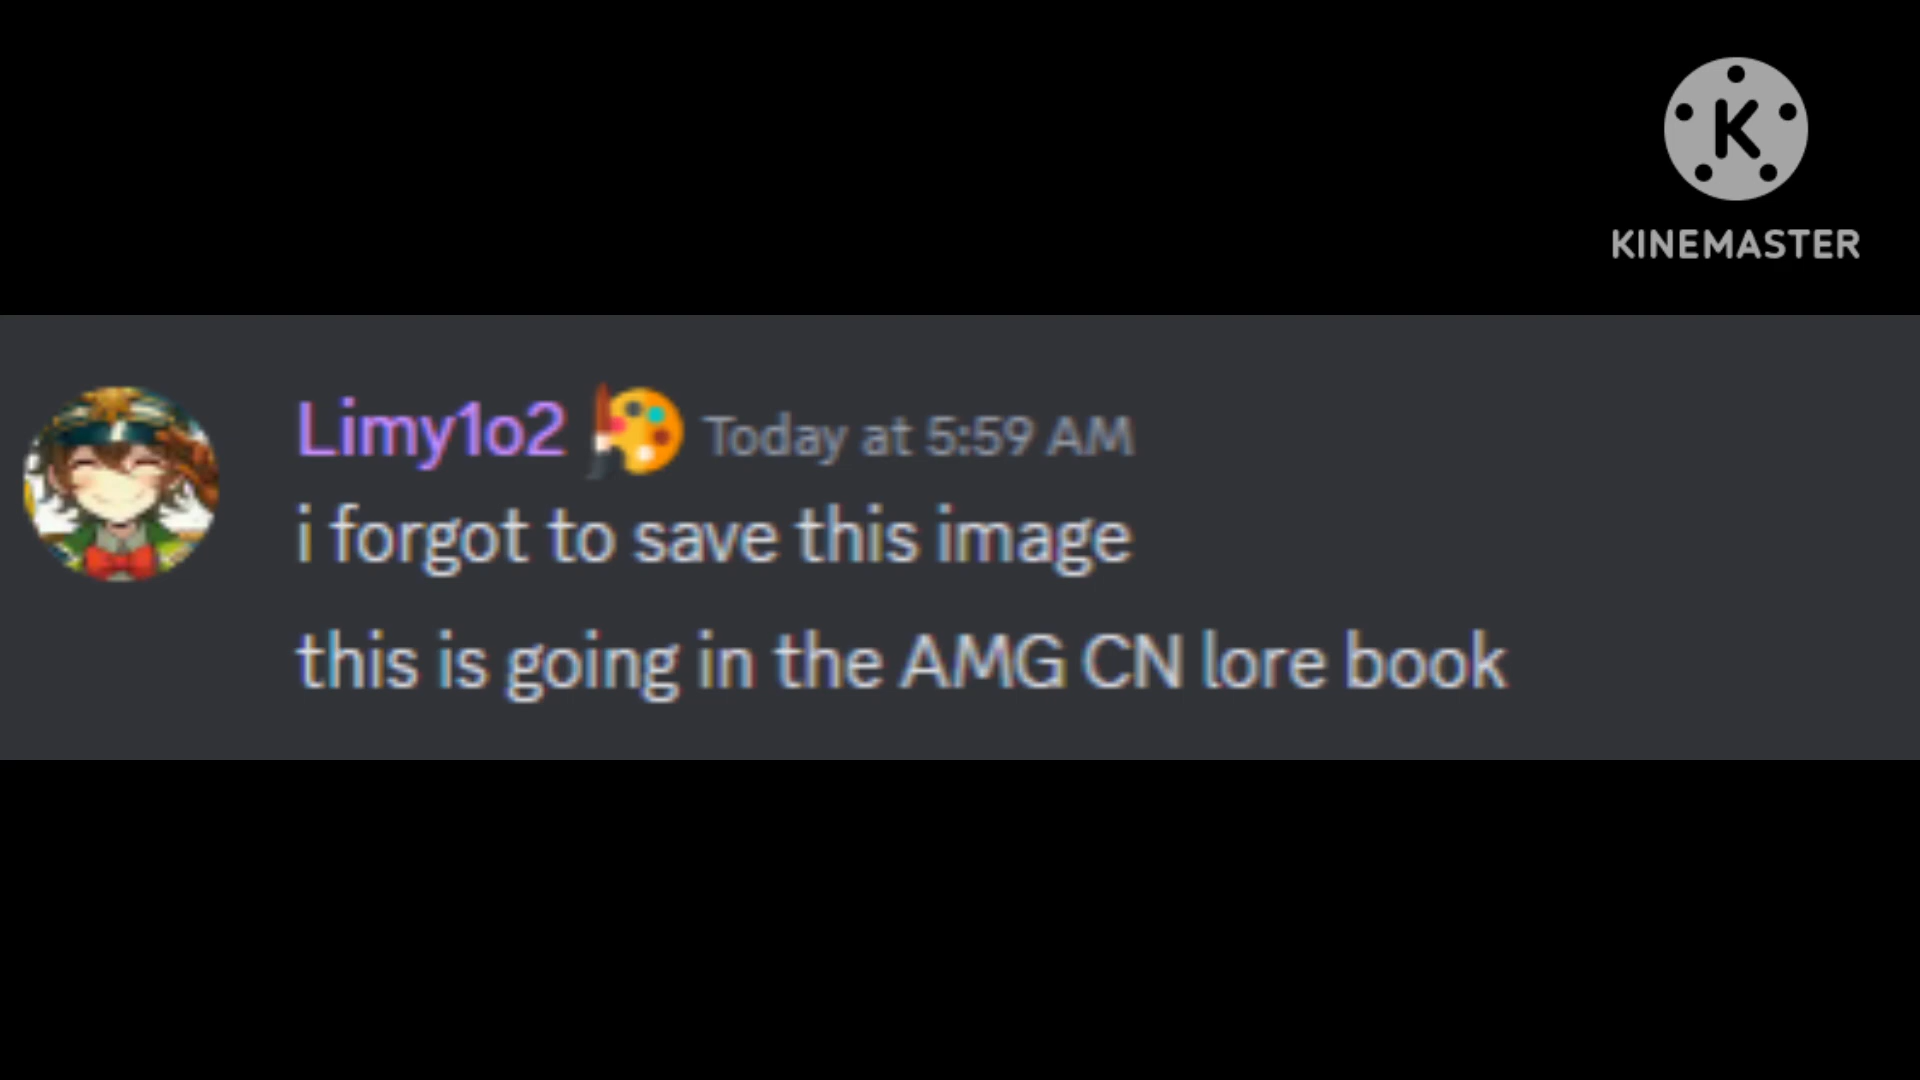 K
KINEMASTER
Limy1o2 🎨 Today at 5:59 AM
i forgot to save this image
this is going in the AMG CN lore book